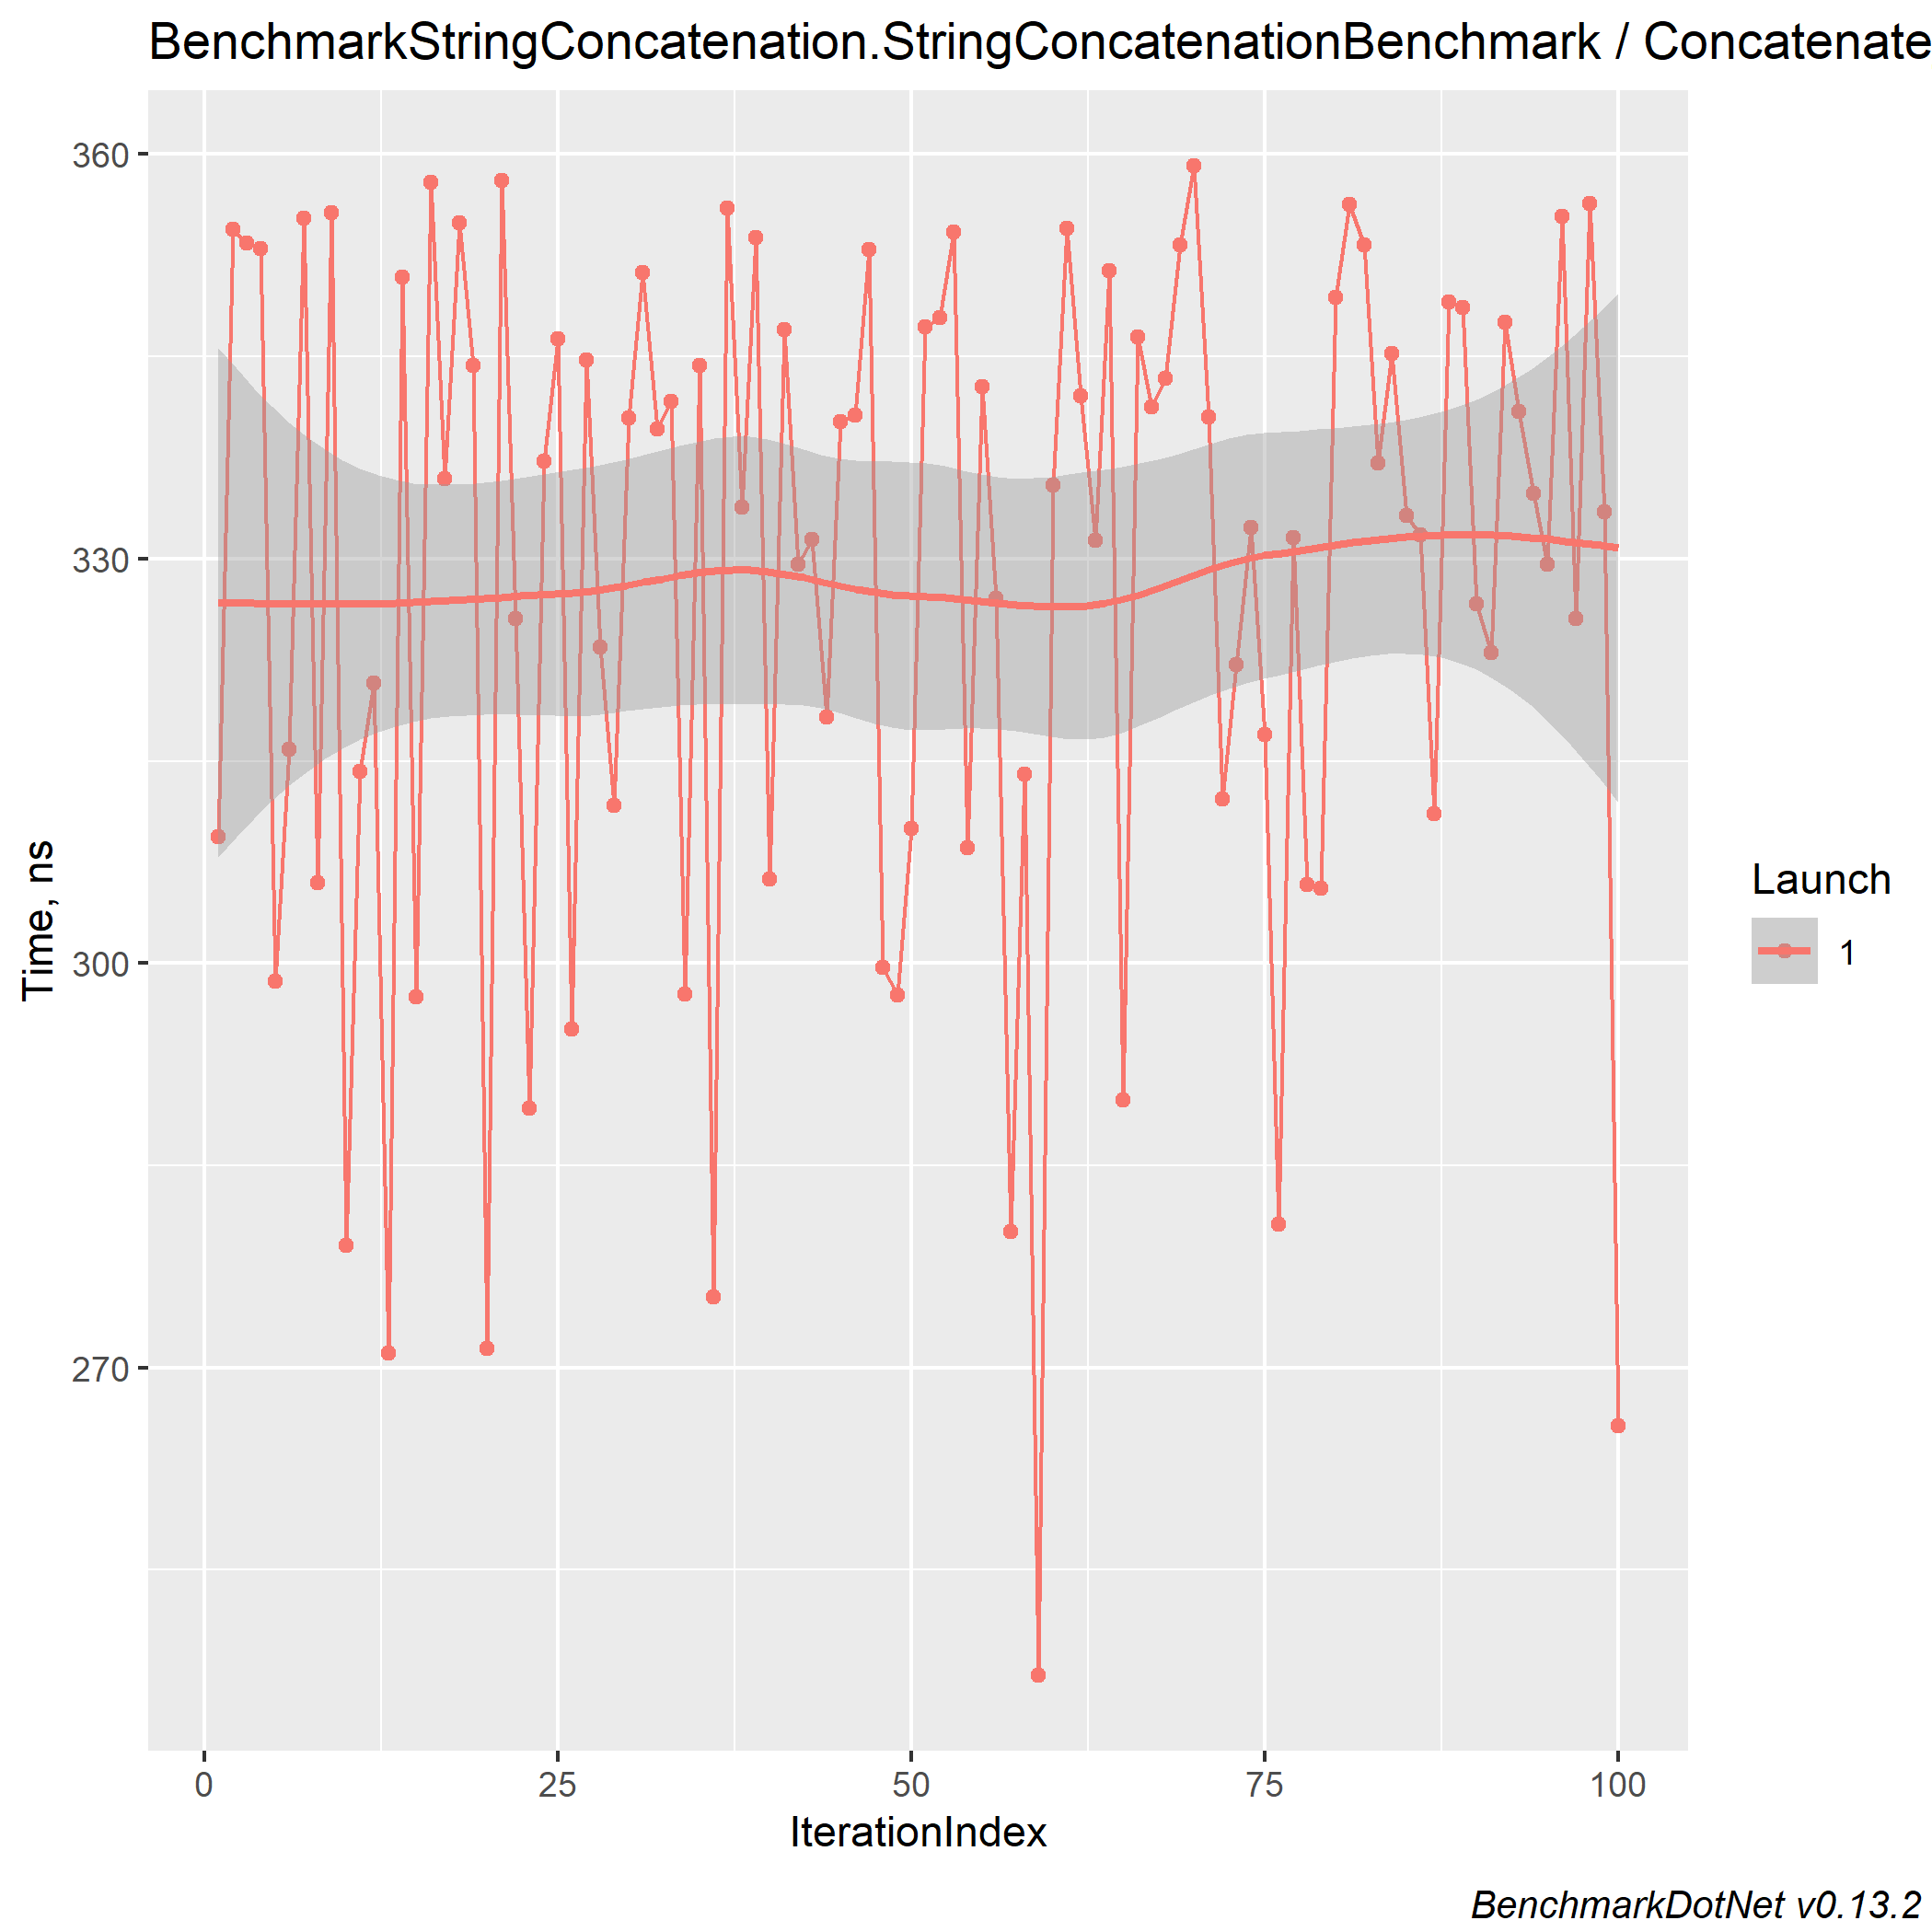 BenchmarkStringConcatenation.StringConcatenationBenchmark / Concatenate
360
330
300
270
Time, ns
0 25 50 75 100
IterationIndex
Launch
1
BenchmarkDotNet v0.13.2